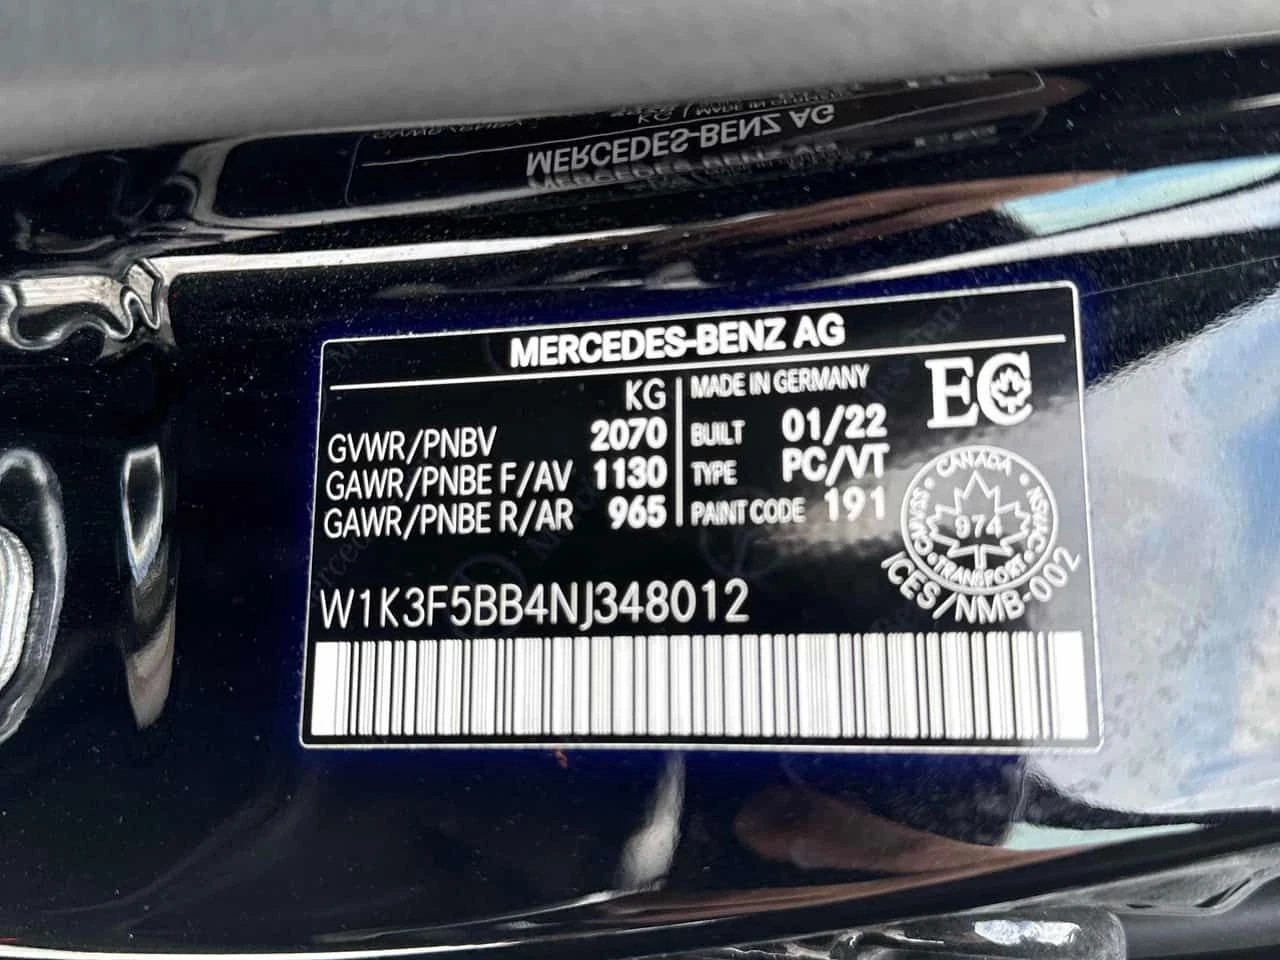 MERCEDES-BENZ AG
MERCEDES-BENZ AG
KG
GVWR/PNBV 2070
GAWR/PNBE F/AV 1130
GAWR/PNBE R/AR 965
MADE IN GERMANY
BUILT 01/22
TYPE PC/VT
PAINT CODE 191
EC
CANADA
974
TRANSPORT
CMVSS
NSVAC
ICES/NMB-002
W1K3F5BB4NJ348012